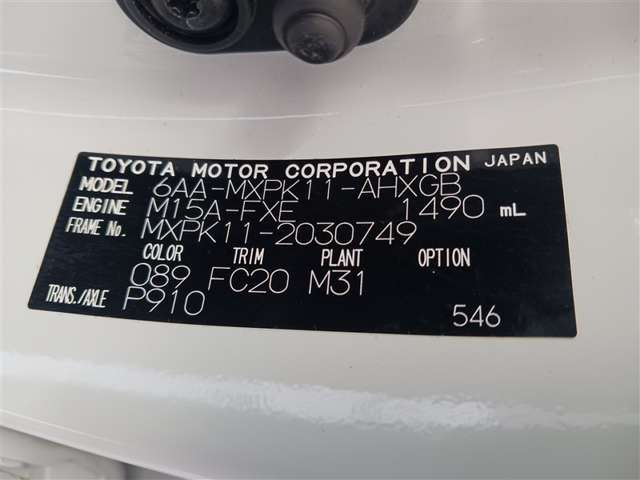 TOYOTA MOTOR CORPORATION JAPAN
MODEL 6AA-MXPK11-AHXGB
ENGINE M15A-FXE 1490 mL
FRAME No. MXPK11-2030749
COLOR TRIM PLANT OPTION
089 FC20 M31
TRANS./AXLE P910
546